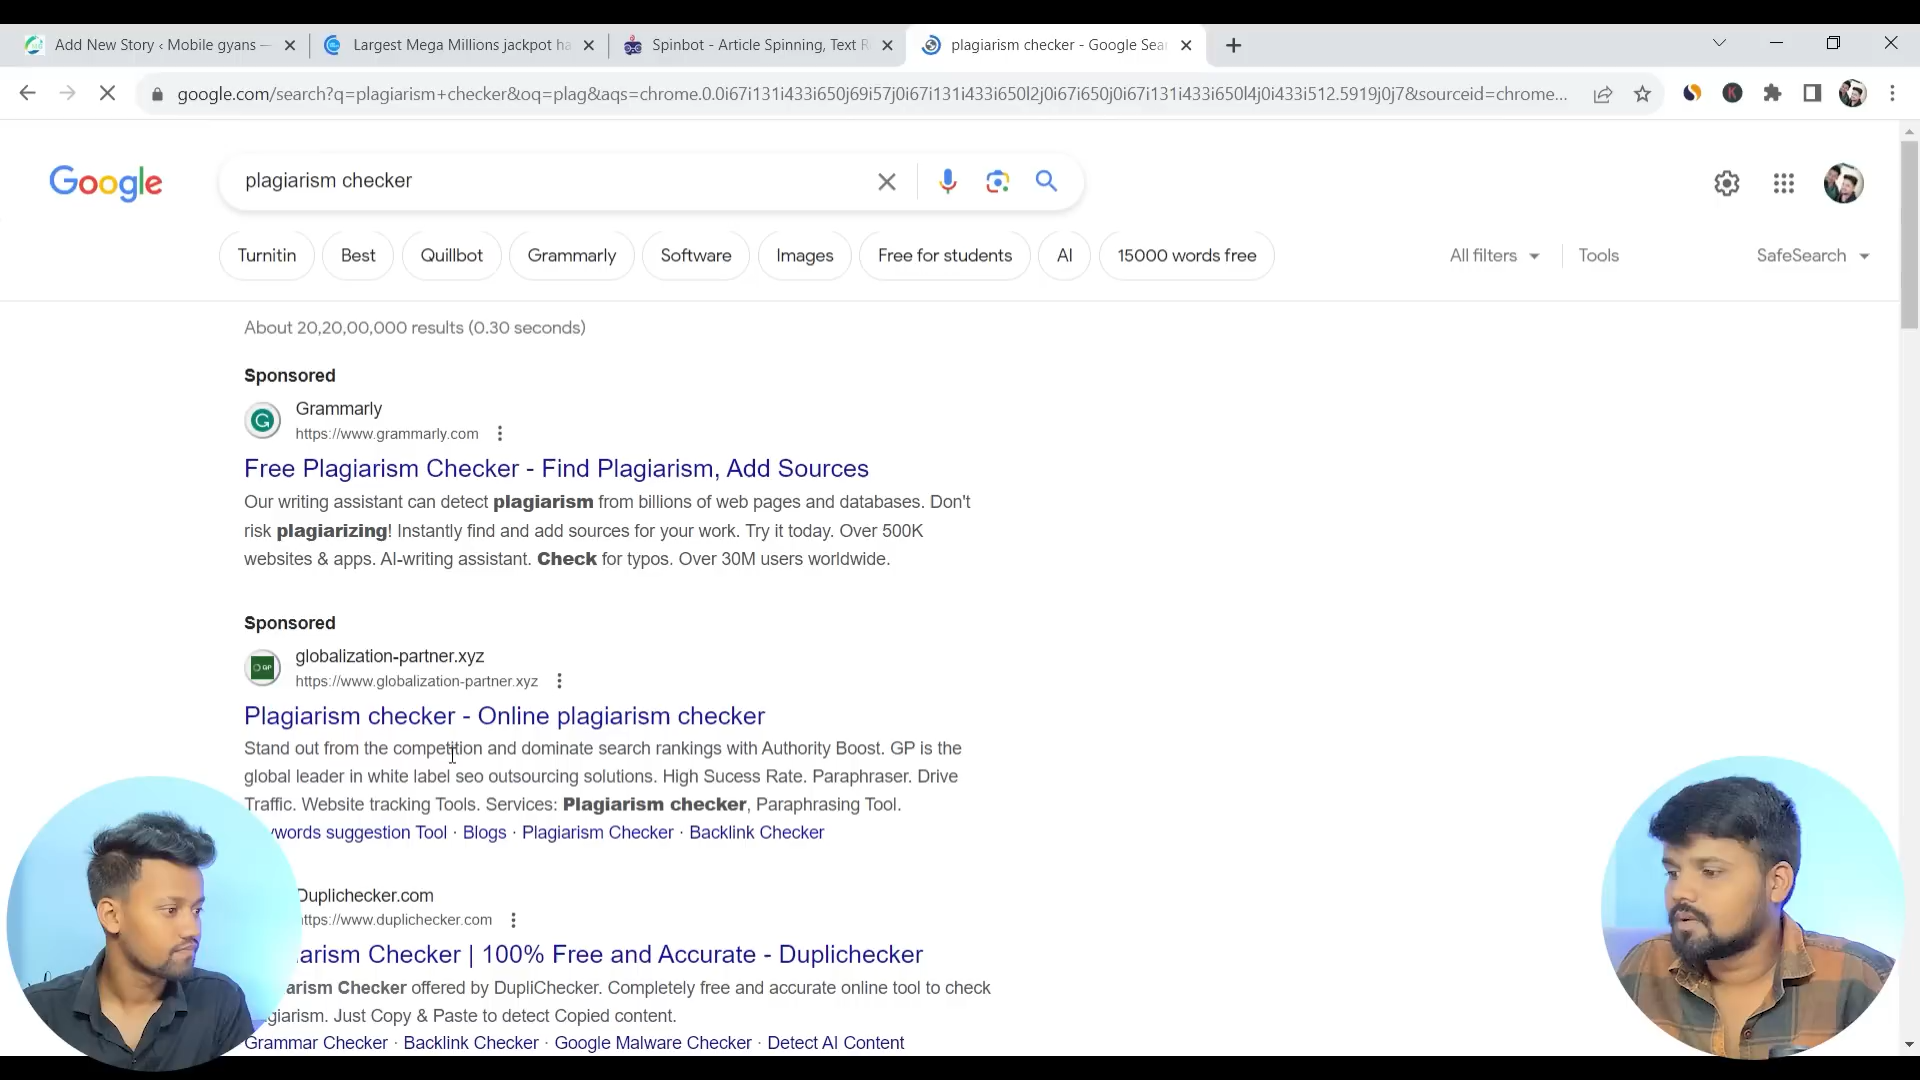 Add New Story ‹ Mobile gyans —
Largest Mega Millions jackpot ha
Spinbot - Article Spinning, Text R
plagiarism checker - Google Sear
google.com/search?q=plagiarism+checker&oq=plag&aqs=chrome.0.0i67i131i433i650j69i57j0i67i131i433i650l2j0i67i650j0i67i131i433i650l4j0i433i512.5919j0j7&sourceid=chrome...
Google
plagiarism checker
Turnitin
Best
Quillbot
Grammarly
Software
Images
Free for students
AI
15000 words free
All filters
Tools
SafeSearch
About 20,20,00,000 results (0.30 seconds)
Sponsored
Grammarly
https://www.grammarly.com
Free Plagiarism Checker - Find Plagiarism, Add Sources
Our writing assistant can detect plagiarism from billions of web pages and databases. Don't
risk plagiarizing! Instantly find and add sources for your work. Try it today. Over 500K
websites & apps. AI-writing assistant. Check for typos. Over 30M users worldwide.
Sponsored
GP
globalization-partner.xyz
https://www.globalization-partner.xyz
Plagiarism checker - Online plagiarism checker
Stand out from the competition and dominate search rankings with Authority Boost. GP is the
global leader in white label seo outsourcing solutions. High Sucess Rate. Paraphraser. Drive
Traffic. Website tracking Tools. Services: Plagiarism checker, Paraphrasing Tool.
ywords suggestion Tool · Blogs · Plagiarism Checker · Backlink Checker
Duplichecker.com
https://www.duplichecker.com
arism Checker | 100% Free and Accurate - Duplichecker
arism Checker offered by DupliChecker. Completely free and accurate online tool to check
giarism. Just Copy & Paste to detect Copied content.
Grammar Checker · Backlink Checker · Google Malware Checker · Detect AI Content